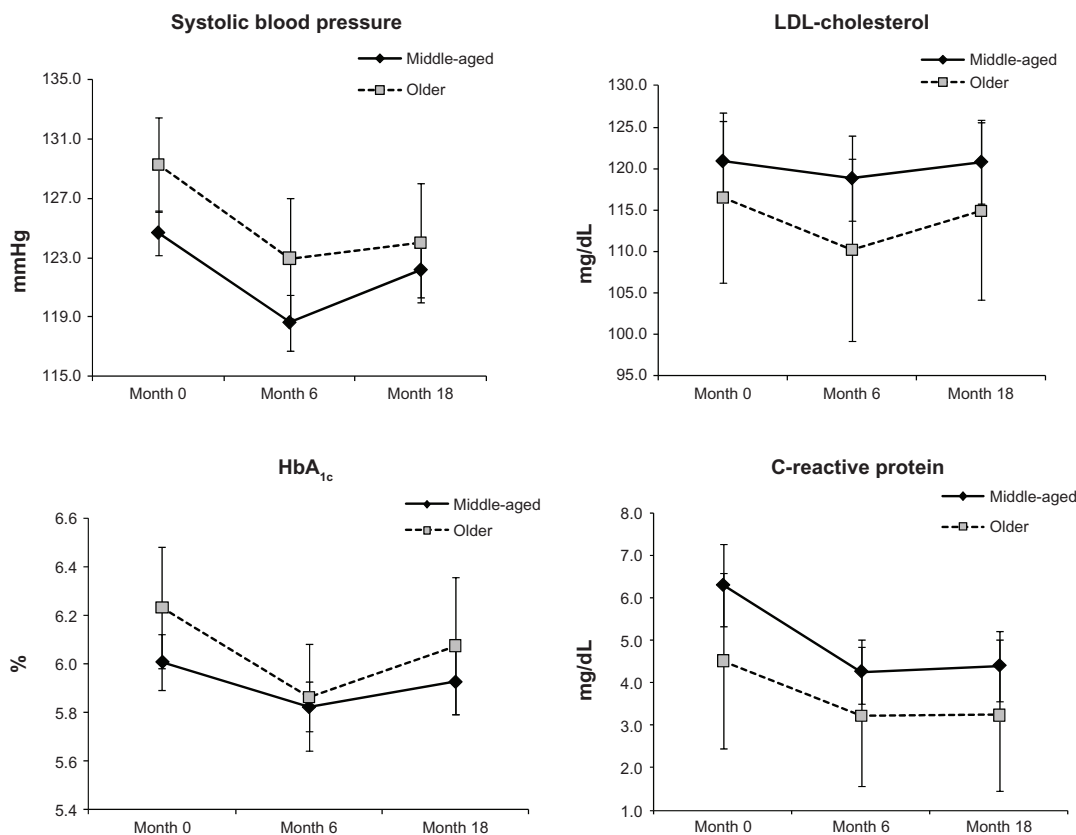 Systolic blood pressure
Middle-aged
Older
135.0
131.0
127.0
123.0
119.0
115.0
mmHg
Month 0
Month 6
Month 18
LDL-cholesterol
Middle-aged
Older
130.0
125.0
120.0
115.0
110.0
105.0
100.0
95.0
mg/dL
Month 0
Month 6
Month 18
HbA1c
Middle-aged
Older
6.6
6.4
6.2
6.0
5.8
5.6
5.4
%
Month 0
Month 6
Month 18
C-reactive protein
Middle-aged
Older
8.0
7.0
6.0
5.0
4.0
3.0
2.0
1.0
mg/dL
Month 0
Month 6
Month 18